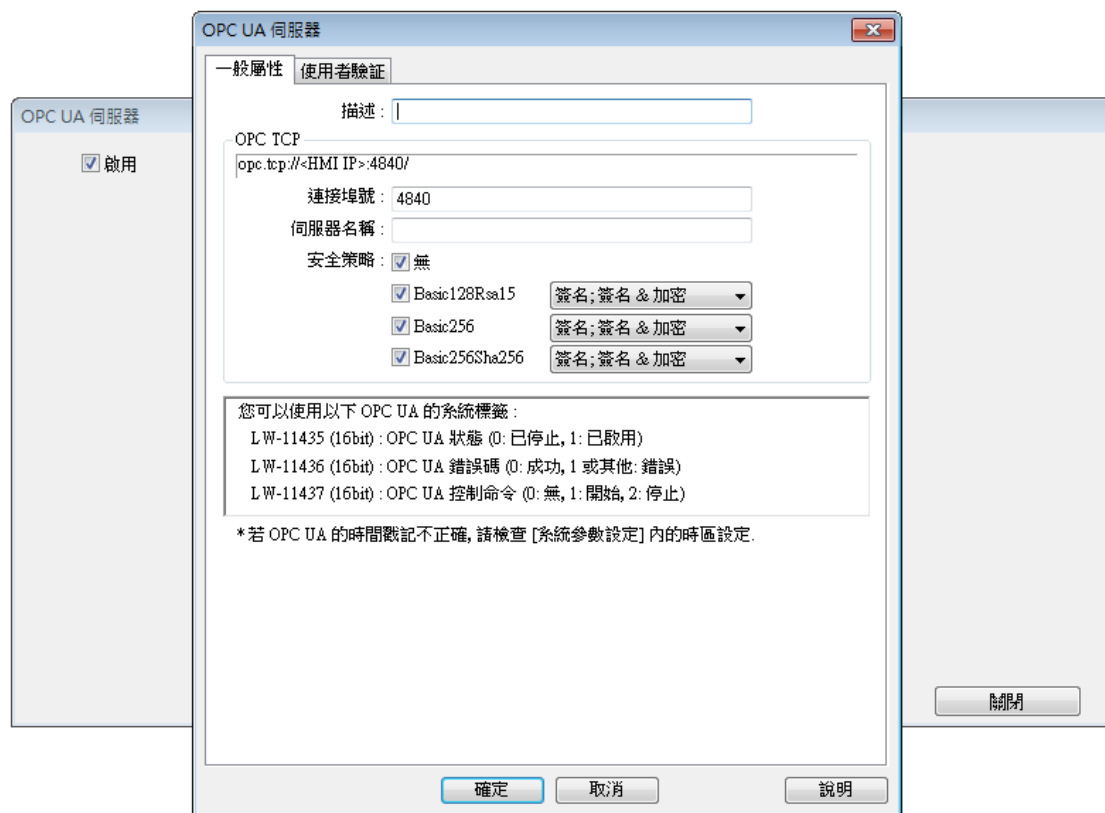 OPC UA 伺服器
一般屬性 使用者驗証
描述 :
OPC UA 伺服器
啟用
OPC TCP
opc.tcp://<HMI IP>:4840/
連接埠號 : 4840
伺服器名稱 :
安全策略 : 無
Basic128Rsa15 簽名; 簽名 & 加密
Basic256 簽名; 簽名 & 加密
Basic256Sha256 簽名; 簽名 & 加密
您可以使用以下 OPC UA 的系統標籤 :
LW-11435 (16bit) : OPC UA 狀態 (0: 已停止, 1: 已啟用)
LW-11436 (16bit) : OPC UA 錯誤碼 (0: 成功, 1 或其他: 錯誤)
LW-11437 (16bit) : OPC UA 控制命令 (0: 無, 1: 開始, 2: 停止)
*若 OPC UA 的時間戳記不正確, 請檢查 [系統參數設定] 內的時區設定.
關閉
確定 取消 說明